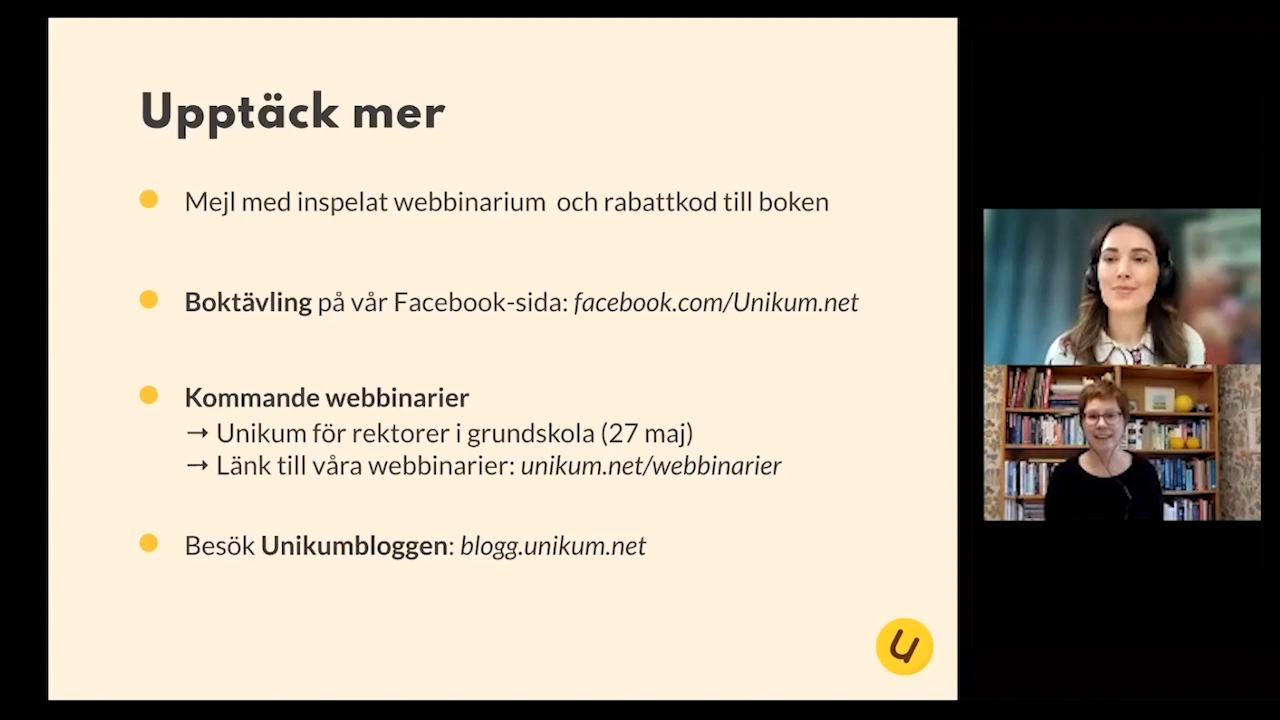 Upptäck mer
Mejl med inspelat webbinarium och rabattkod till boken
Boktävling på vår Facebook-sida: facebook.com/Unikum.net
Kommande webbinarier
→ Unikum för rektorer i grundskola (27 maj)
→ Länk till våra webbinarier: unikum.net/webbinarier
Besök Unikumbloggen: blogg.unikum.net
u